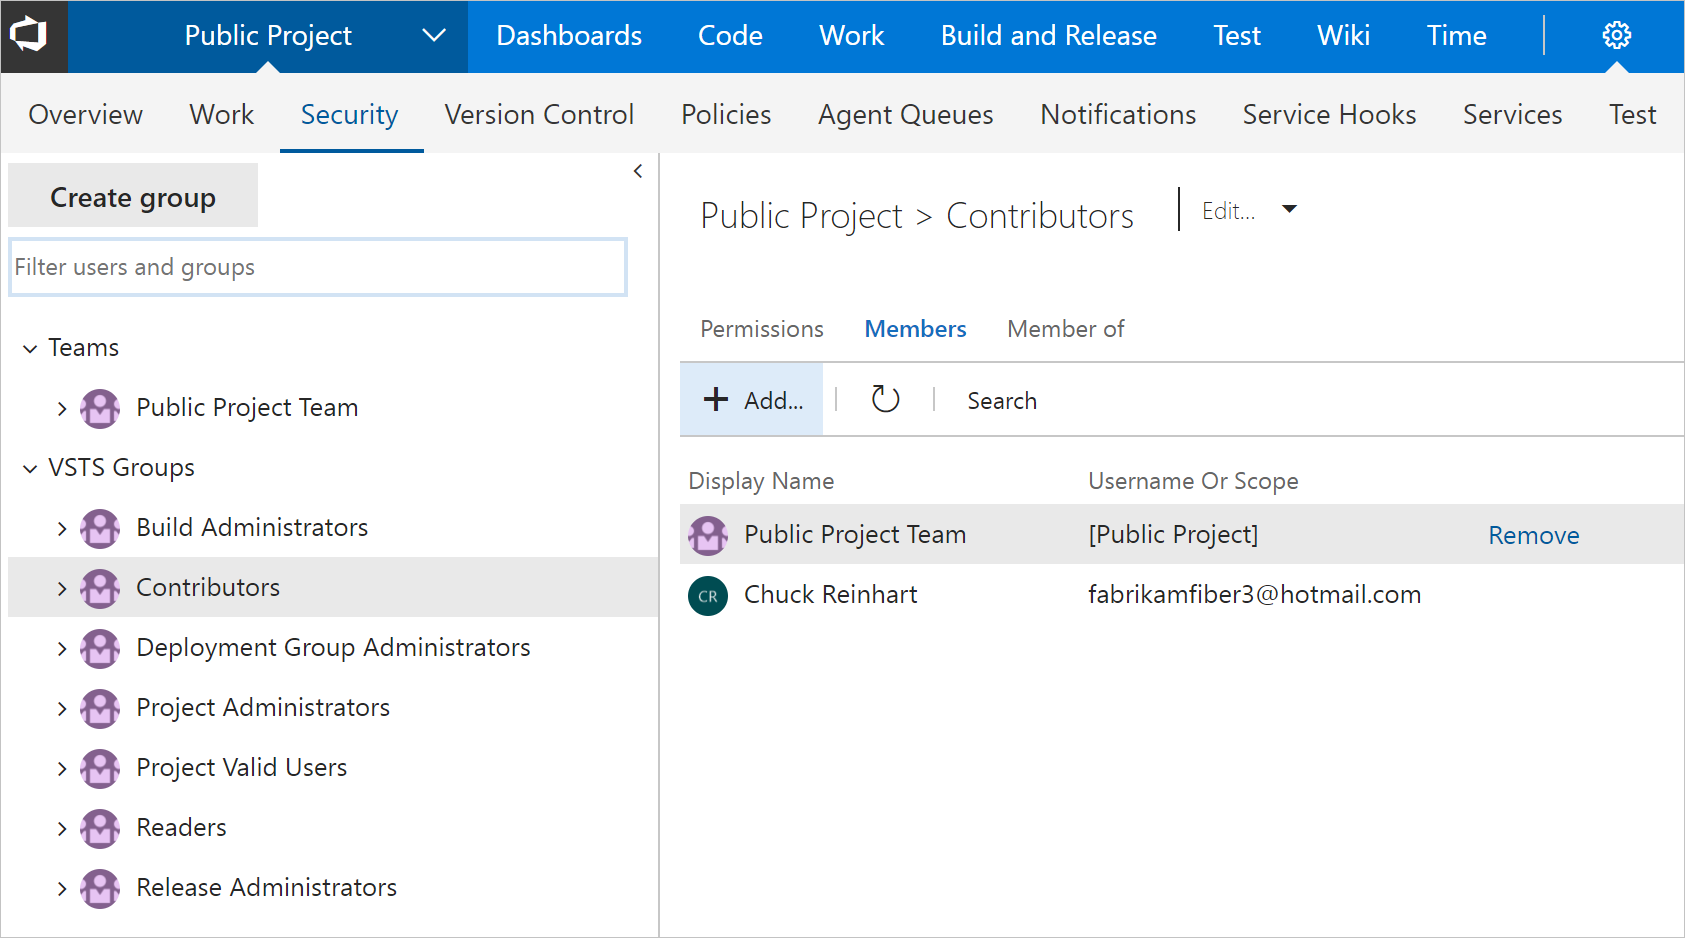 Public Project Dashboards Code Work Build and Release Test Wiki Time
Overview Work Security Version Control Policies Agent Queues Notifications Service Hooks Services Test
Create group
Filter users and groups
Teams
Public Project Team
VSTS Groups
Build Administrators
Contributors
Deployment Group Administrators
Project Administrators
Project Valid Users
Readers
Release Administrators
Public Project > Contributors Edit...
Permissions Members Member of
+ Add... Search
Display Name Username Or Scope
Public Project Team [Public Project] Remove
CR Chuck Reinhart fabrikamfiber3@hotmail.com